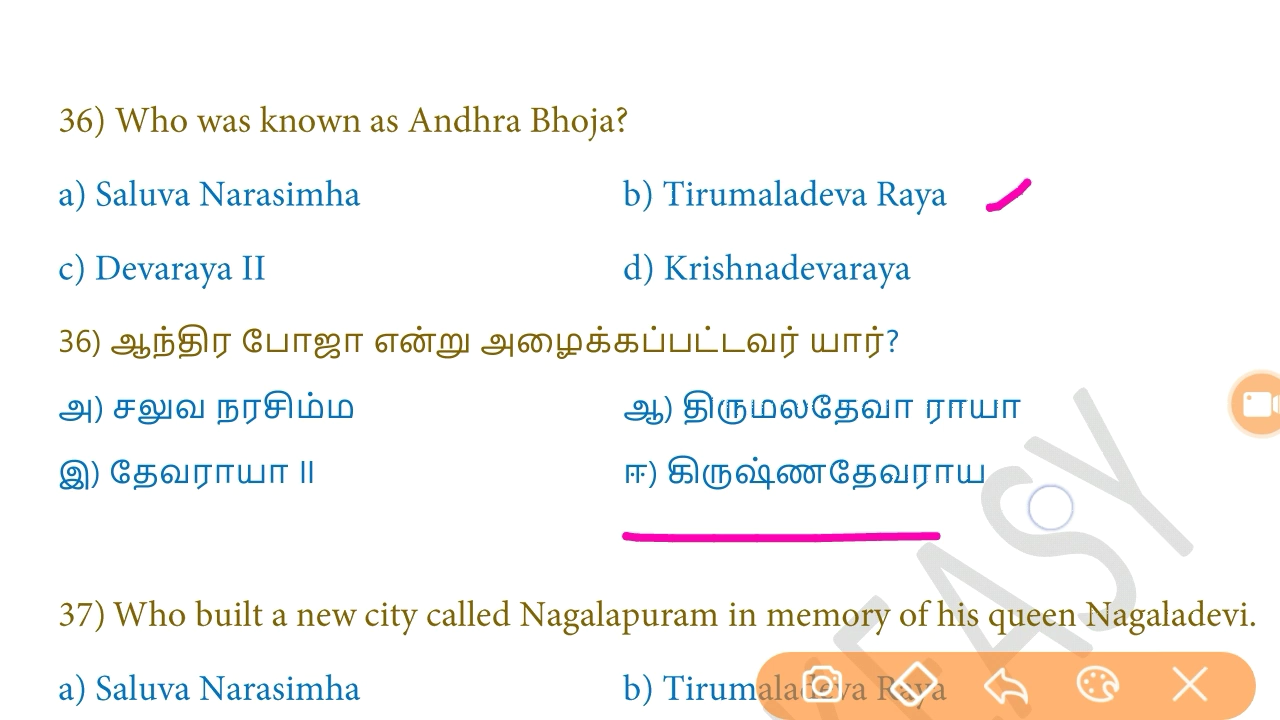 36) Who was known as Andhra Bhoja?
a) Saluva Narasimha b) Tirumaladeva Raya
c) Devaraya II d) Krishnadevaraya
36) ஆந்திர போஜா என்று அழைக்கப்பட்டவர் யார்?
அ) சலுவ நரசிம்ம ஆ) திருமலதேவா ராயா
இ) தேவராயா II ஈ) கிருஷ்ணதேவராய
37) Who built a new city called Nagalapuram in memory of his queen Nagaladevi.
a) Saluva Narasimha b) Tirumaladeva Raya